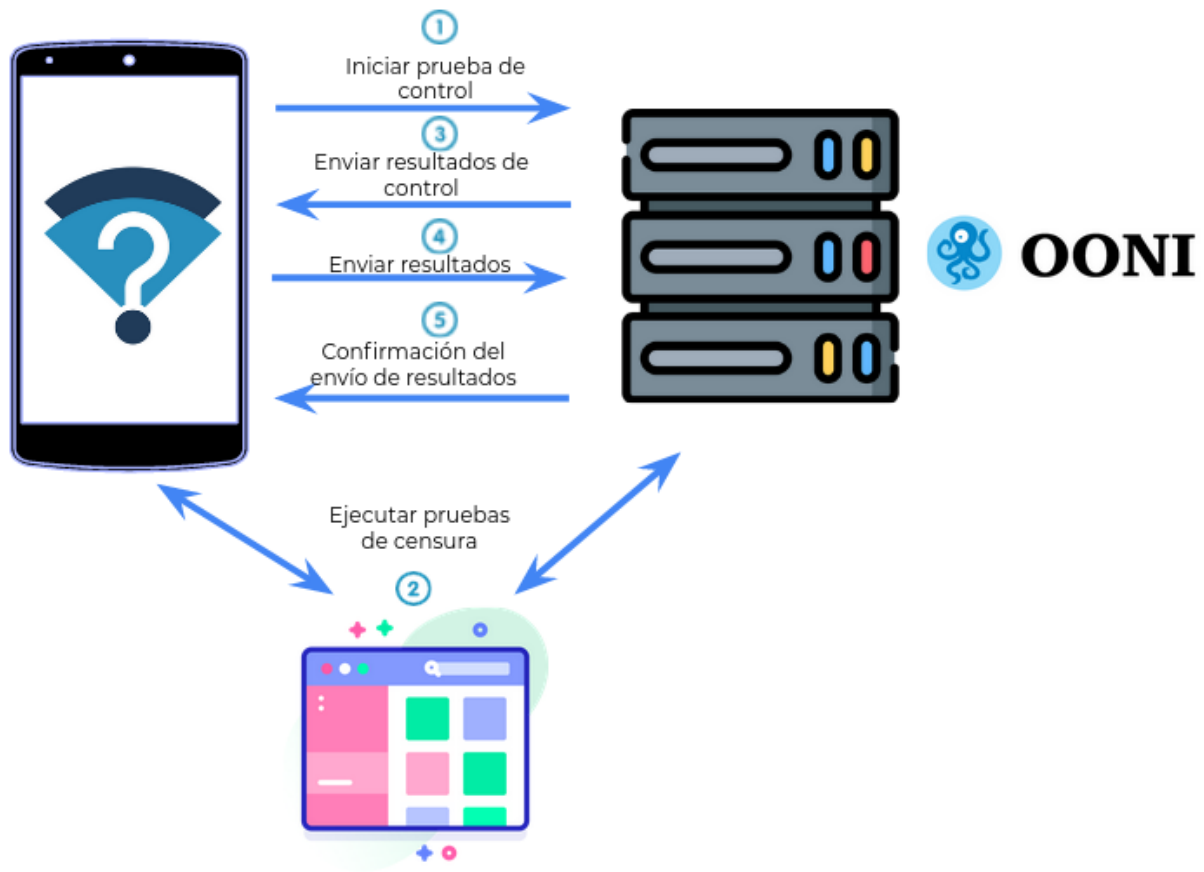 1
Iniciar prueba de
control
3
Enviar resultados de
control
4
Enviar resultados
5
Confirmación del
envío de resultados
OONI
Ejecutar pruebas
de censura
2
?